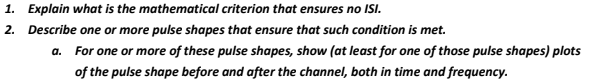 1. Explain what is the mathematical criterion that ensures no ISI.
2. Describe one or more pulse shapes that ensure that such condition is met.
a. For one or more of these pulse shapes, show (at least for one of those pulse shapes) plots
of the pulse shape before and after the channel, both in time and frequency.